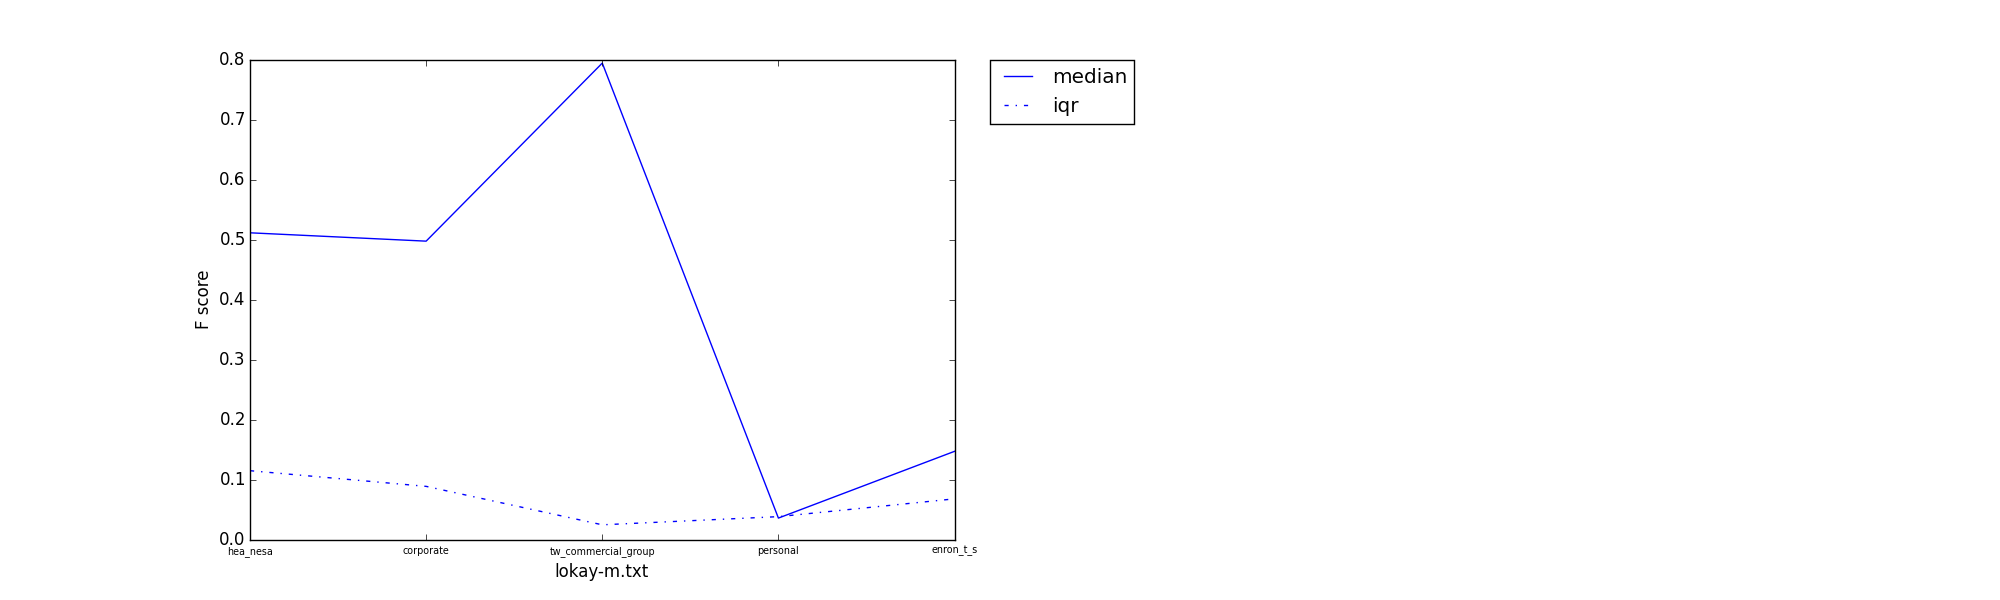 0.8
0.7
0.6
0.5
0.4
0.3
0.2
0.1
0.0
F score
hea_nesa
corporate
tw_commercial_group
personal
enron_t_s
lokay-m.txt
median
iqr